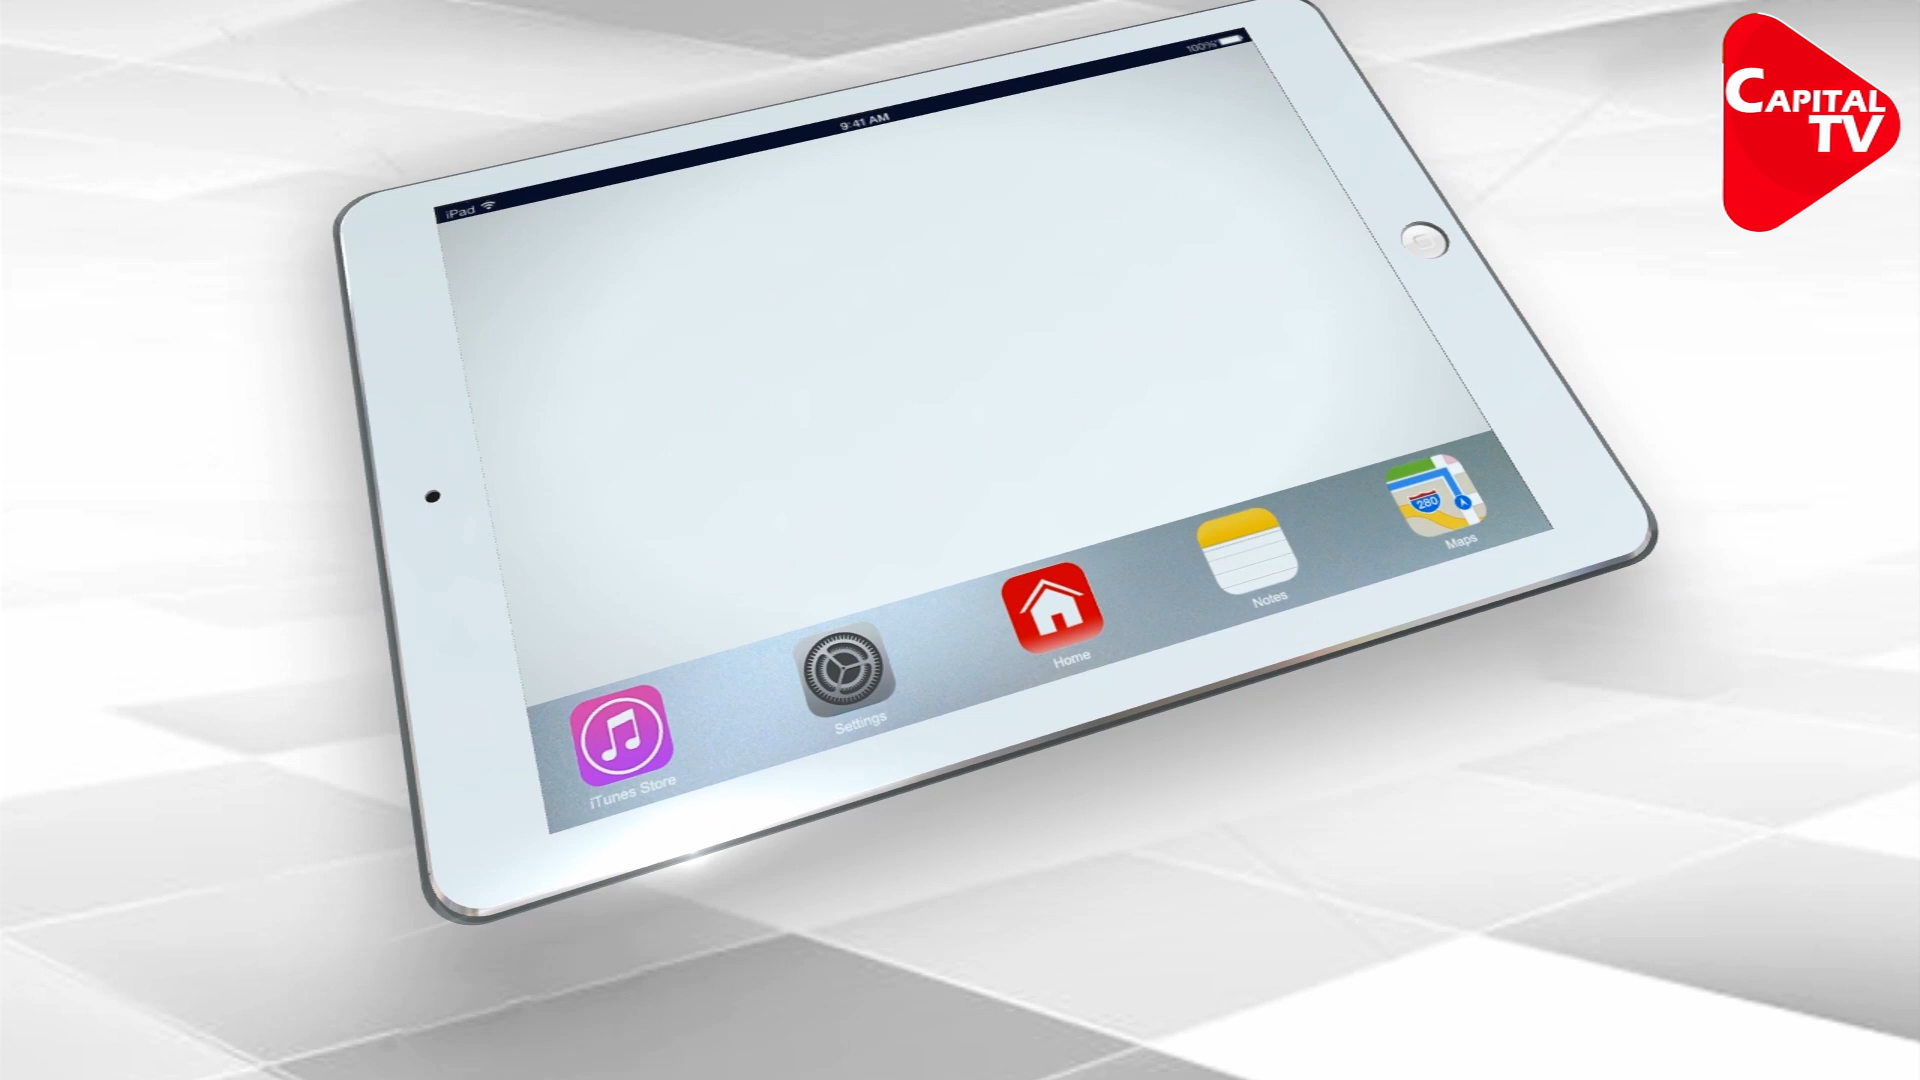 CAPITAL
TV
100%
9:41 AM
iPad
280
Maps
Notes
Home
Settings
iTunes Store